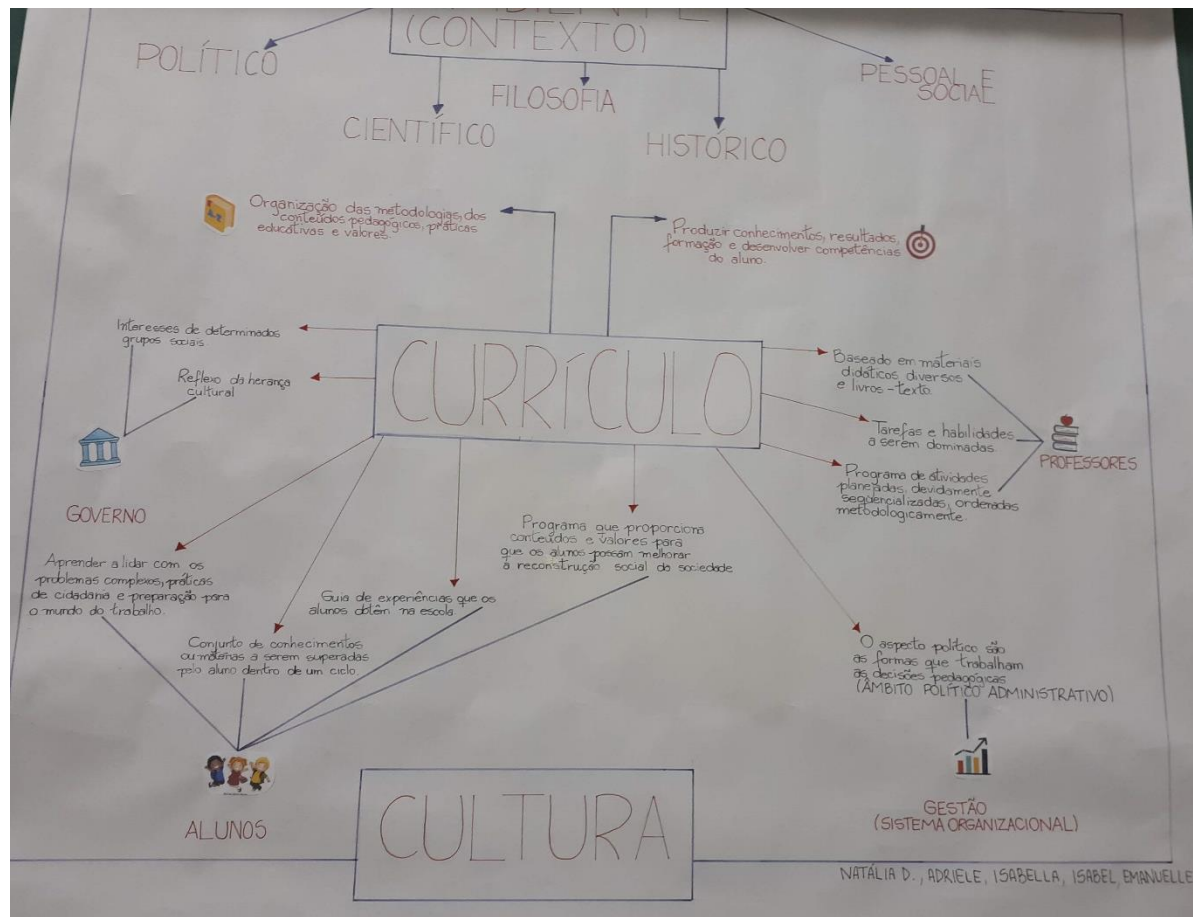 (CONTEXTO)
POLÍTICO
CIENTÍFICO
FILOSOFIA
HISTÓRICO
PESSOAL E
SOCIAL
Organização das metodologias, dos
conteúdos pedagógicos, práticas
educativas e valores.
Produzir conhecimentos, resultados,
formação e desenvolver competências
do aluno.
CURRÍCULO
Interesses de determinados
grupos sociais
Reflexo da herança
cultural
GOVERNO
Baseado em materiais
didáticos diversos
e livros-texto.
Tarefas e habilidades
a serem dominadas.
Programa de atividades
planejadas, devidamente
seqüencializadas, ordenadas
metodologicamente.
PROFESSORES
Aprender a lidar com os
problemas complexos, práticas
de cidadania e preparação para
o mundo do trabalho.
Conjunto de conhecimentos
ou matérias a serem superadas
pelo aluno dentro de um ciclo.
Guia de experiências que os
alunos obtêm na escola.
Programa que proporciona
conteúdos e valores para
que os alunos possam melhorar
a reconstrução social da sociedade
ALUNOS
O aspecto político são
as formas que trabalham
as decisões pedagógicas
(ÂMBITO POLÍTICO ADMINISTRATIVO)
GESTÃO
(SISTEMA ORGANIZACIONAL)
CULTURA
NATÁLIA D., ADRIELE, ISABELLA, ISABEL, EMANUELLE